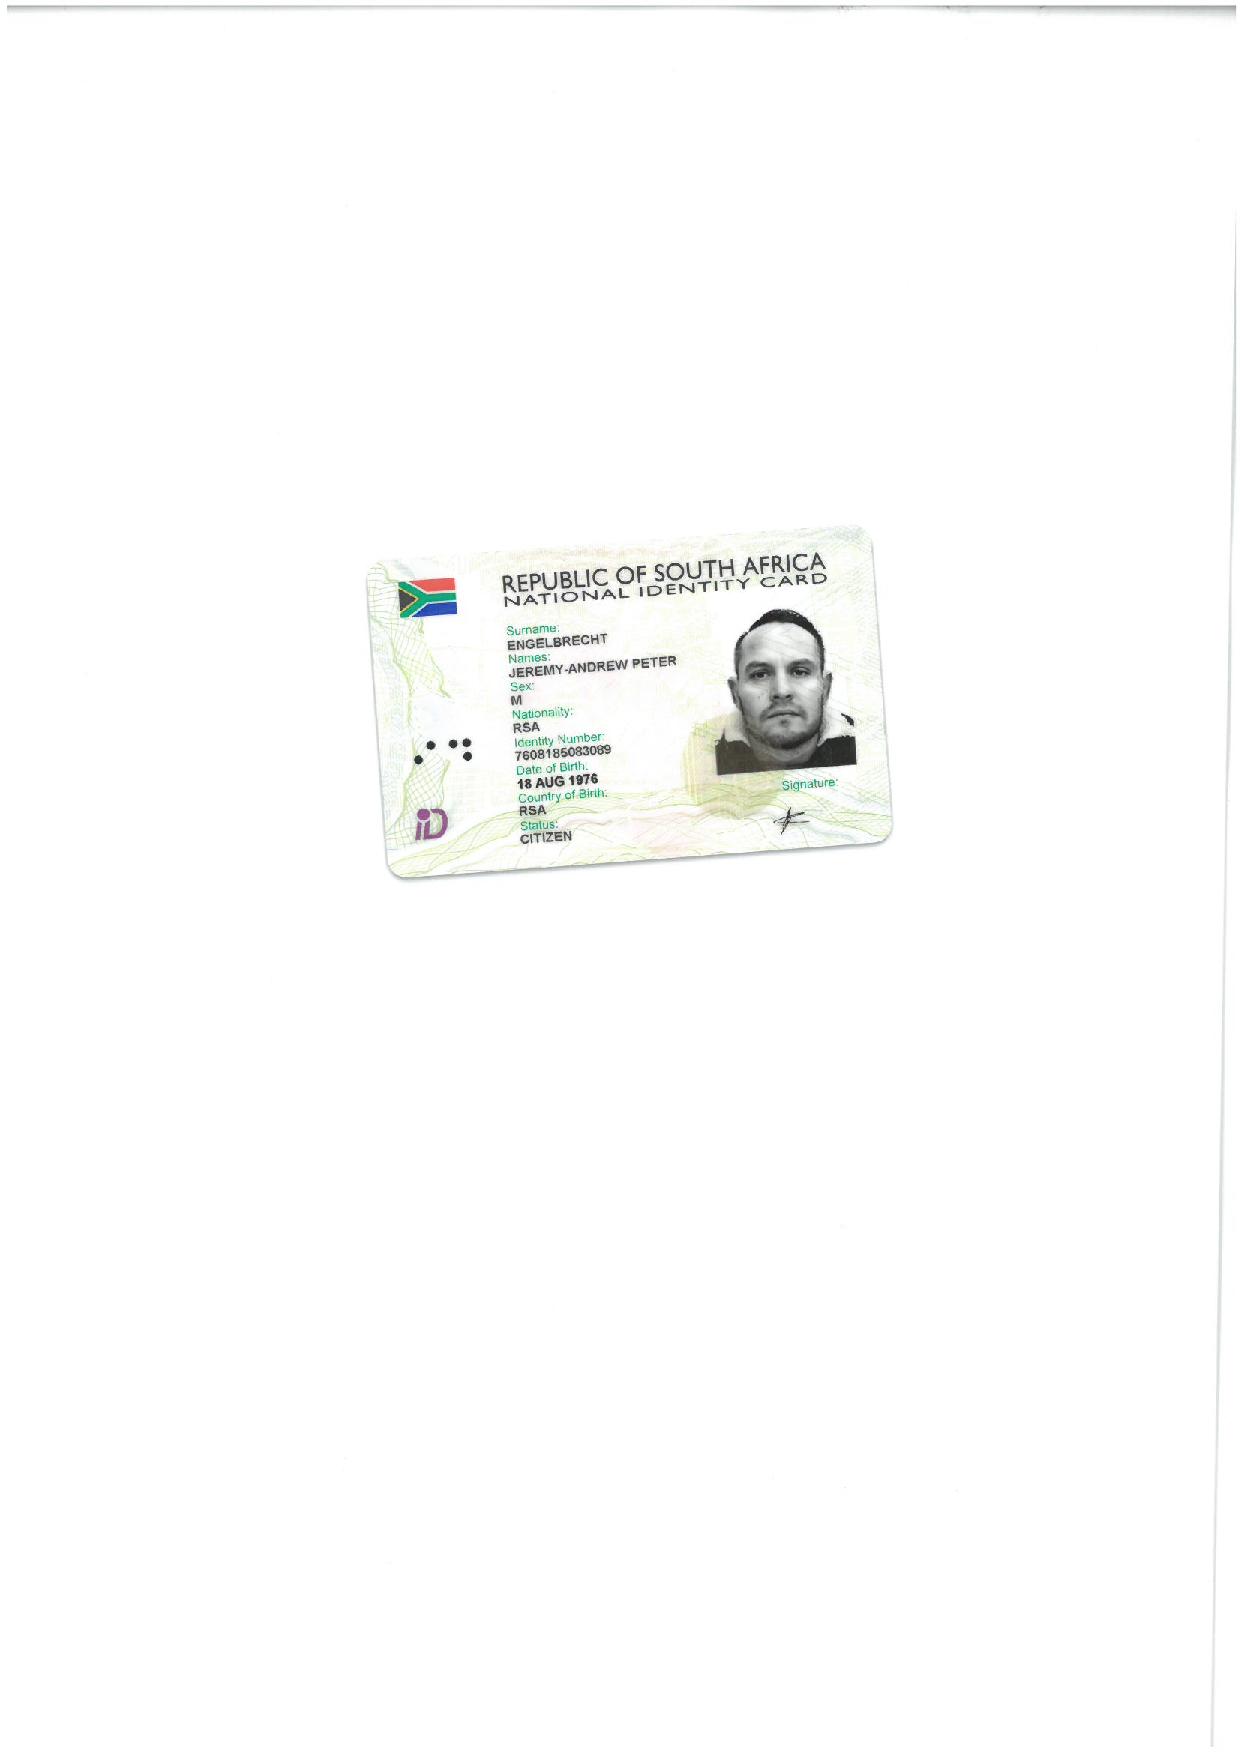 REPUBLIC OF SOUTH AFRICA
NATIONAL IDENTITY CARD
Surname:
ENGELBRECHT
Names:
JEREMY-ANDREW PETER
Sex:
M
Nationality:
RSA
Identity Number:
7608185083089
Date of Birth:
18 AUG 1976
Country of Birth:
RSA
Status:
CITIZEN
Signature:
iD